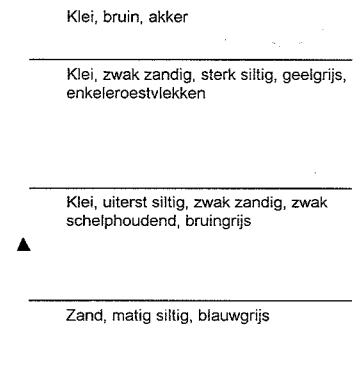 Klei, bruin, akker
Klei, zwak zandig, sterk siltig, geelgrijs,
enkeleroestvlekken
Klei, uiterst siltig, zwak zandig, zwak
schelphoudend, bruingrijs
Zand, matig siltig, blauwgrijs